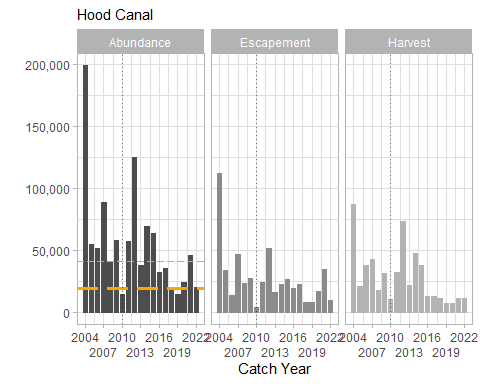 Hood Canal
Abundance Escapement Harvest
200,000
150,000
100,000
50,000
0
2004 2010 2016 2022 2004 2010 2016 2022 2004 2010 2016 2022
2007 2013 2019 2007 2013 2019 2007 2013 2019
Catch Year